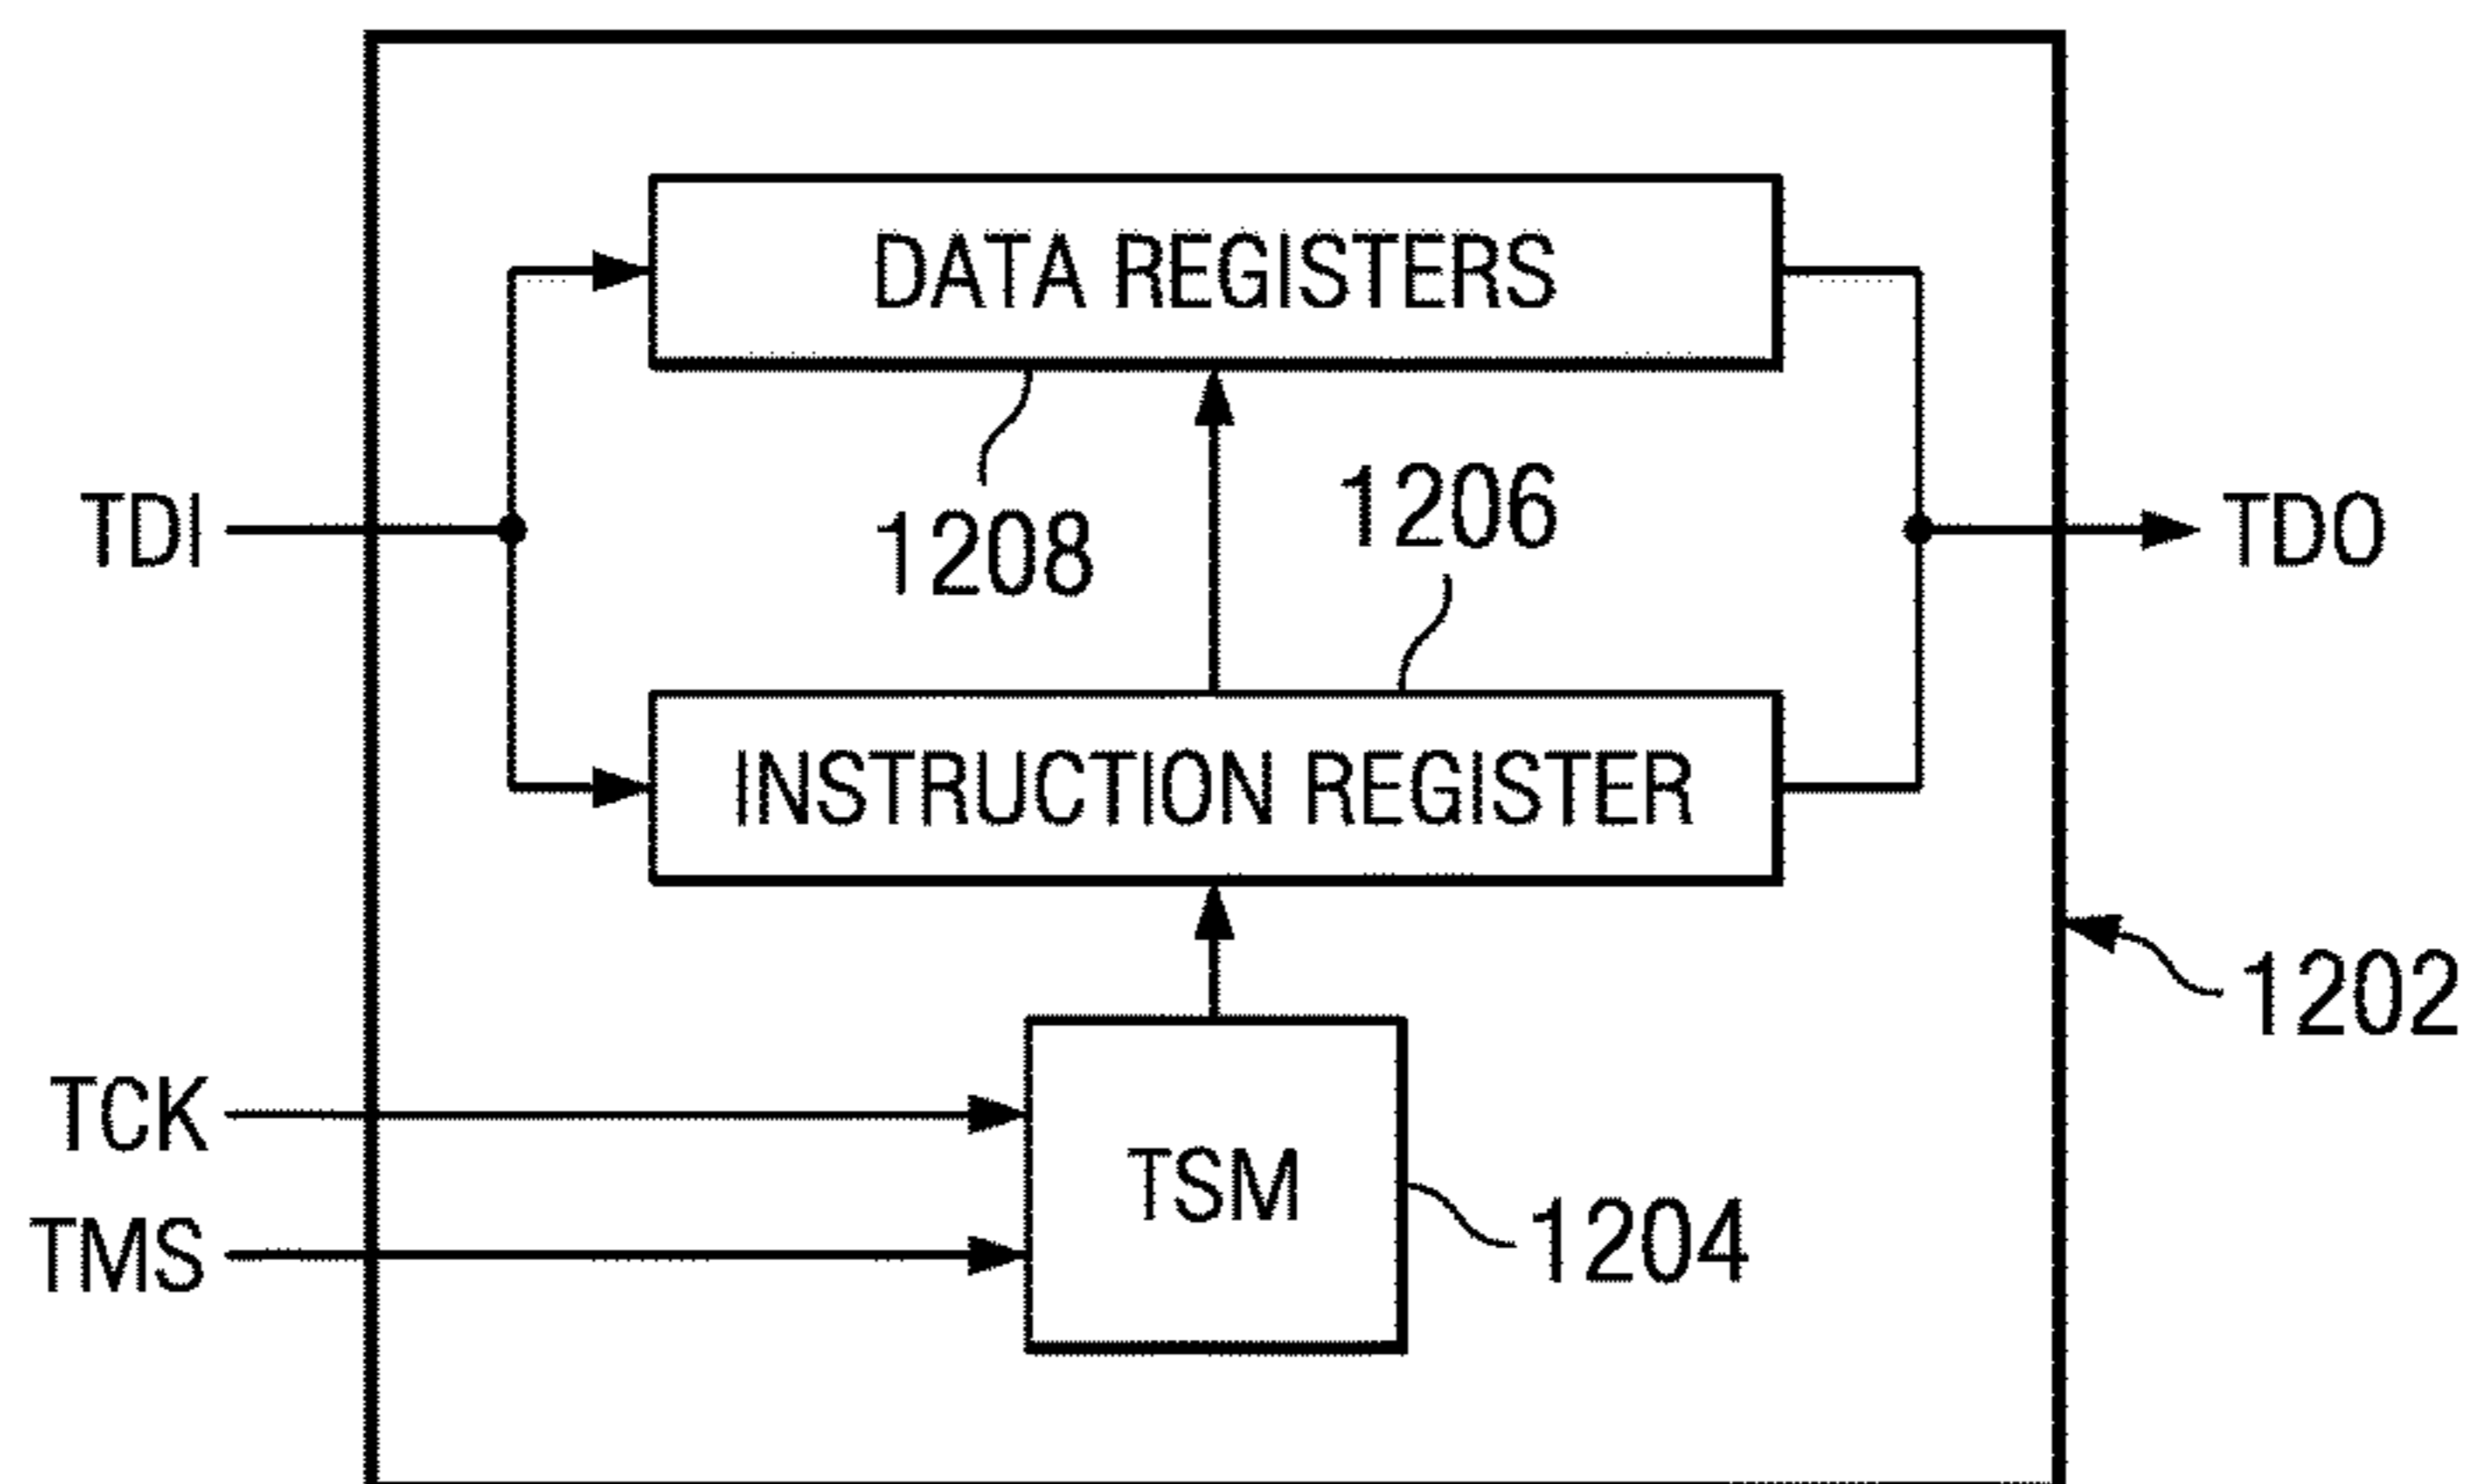 DATA REGISTERS
TDI
1208
1206
TDO
INSTRUCTION REGISTER
1202
TCK
TSM
TMS
1204